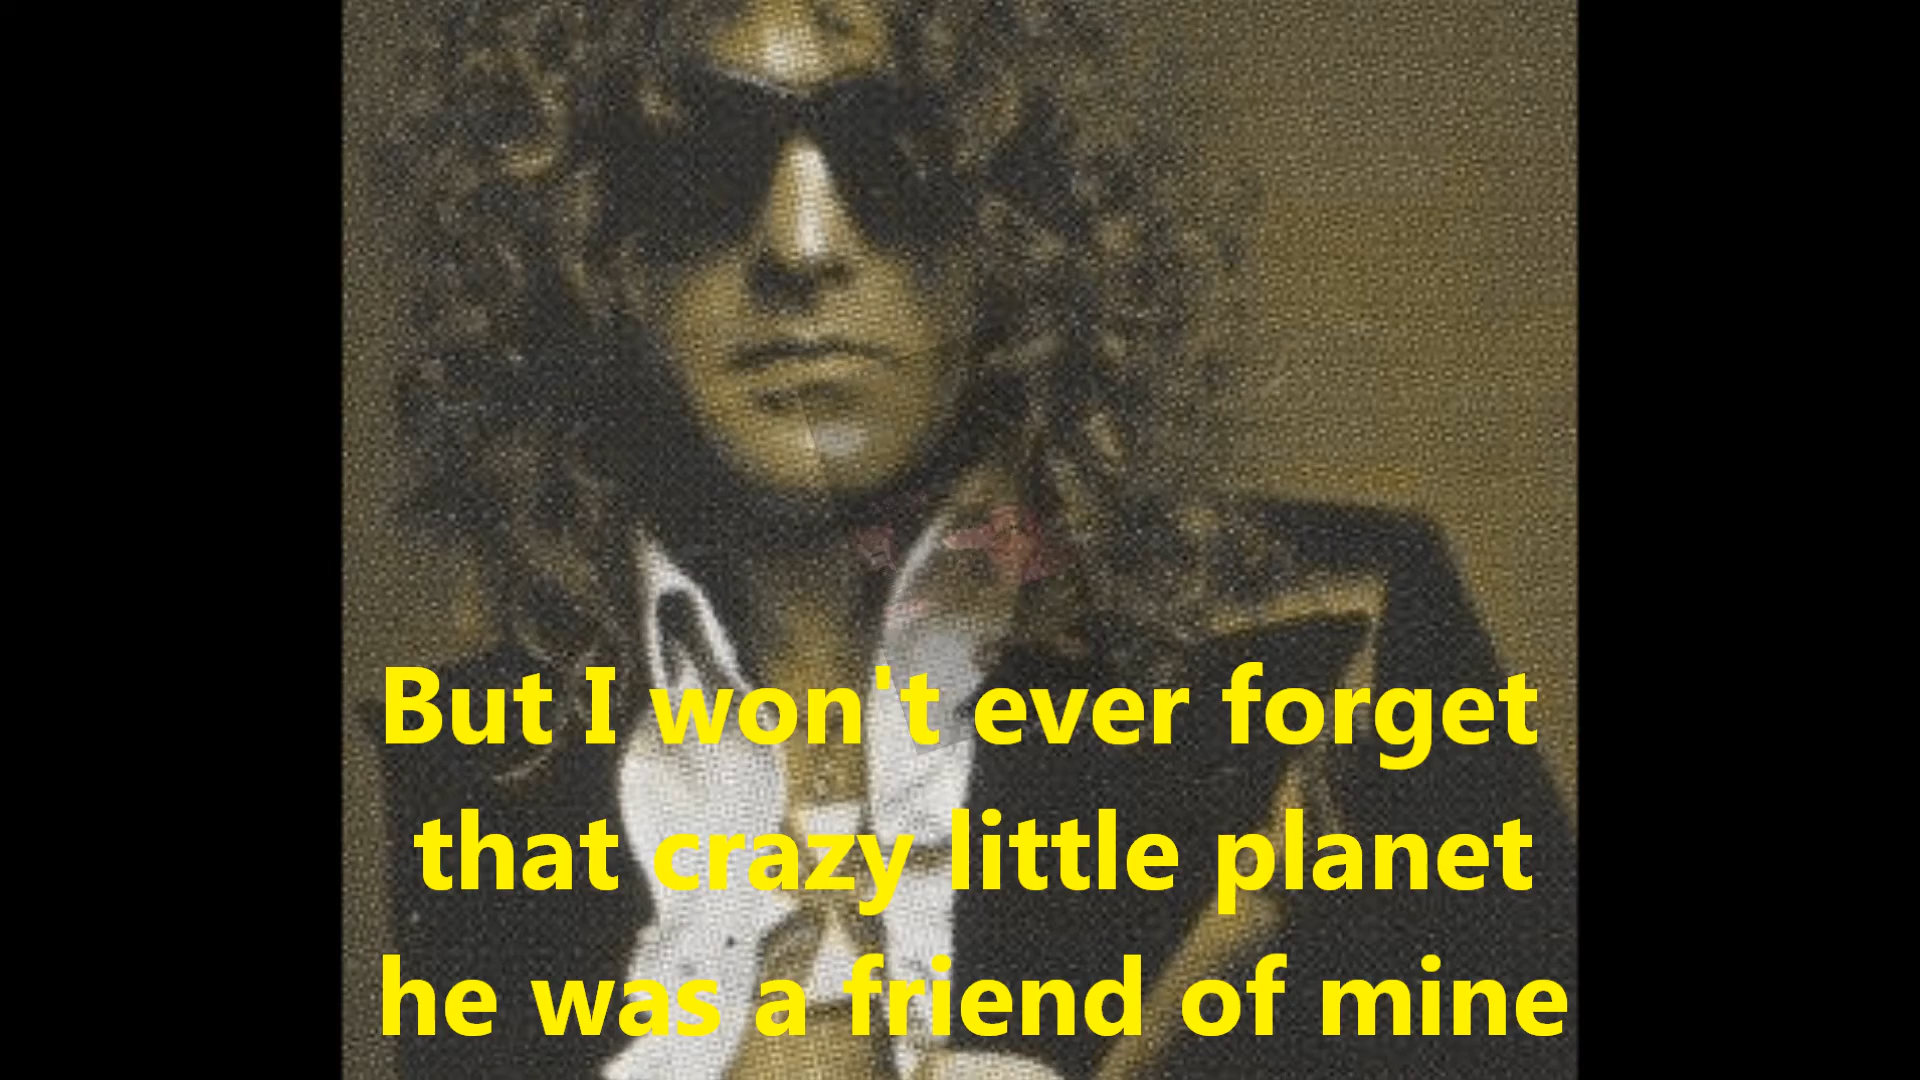 But I won't ever forget
that crazy little planet
he was a friend of mine